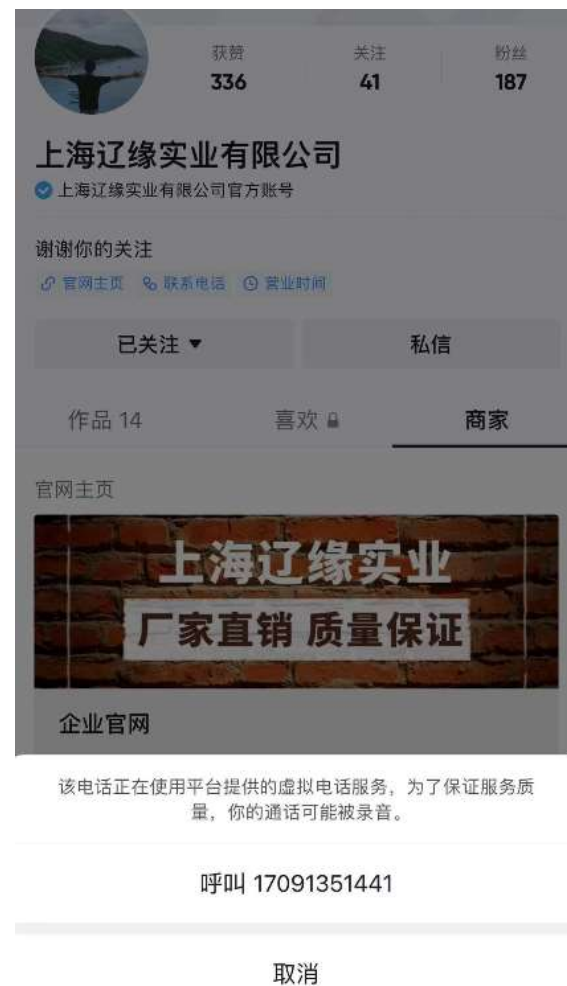 获赞 关注 粉丝
336 41 187
上海辽缘实业有限公司
上海辽缘实业有限公司官方账号
谢谢你的关注
官网主页 联系电话 营业时间
已关注 私信
作品 14 喜欢 商家
官网主页
上海辽缘实业
厂家直销 质量保证
企业官网
该电话正在使用平台提供的虚拟电话服务，为了保证服务质
量，你的通话可能被录音。
呼叫 17091351441
取消